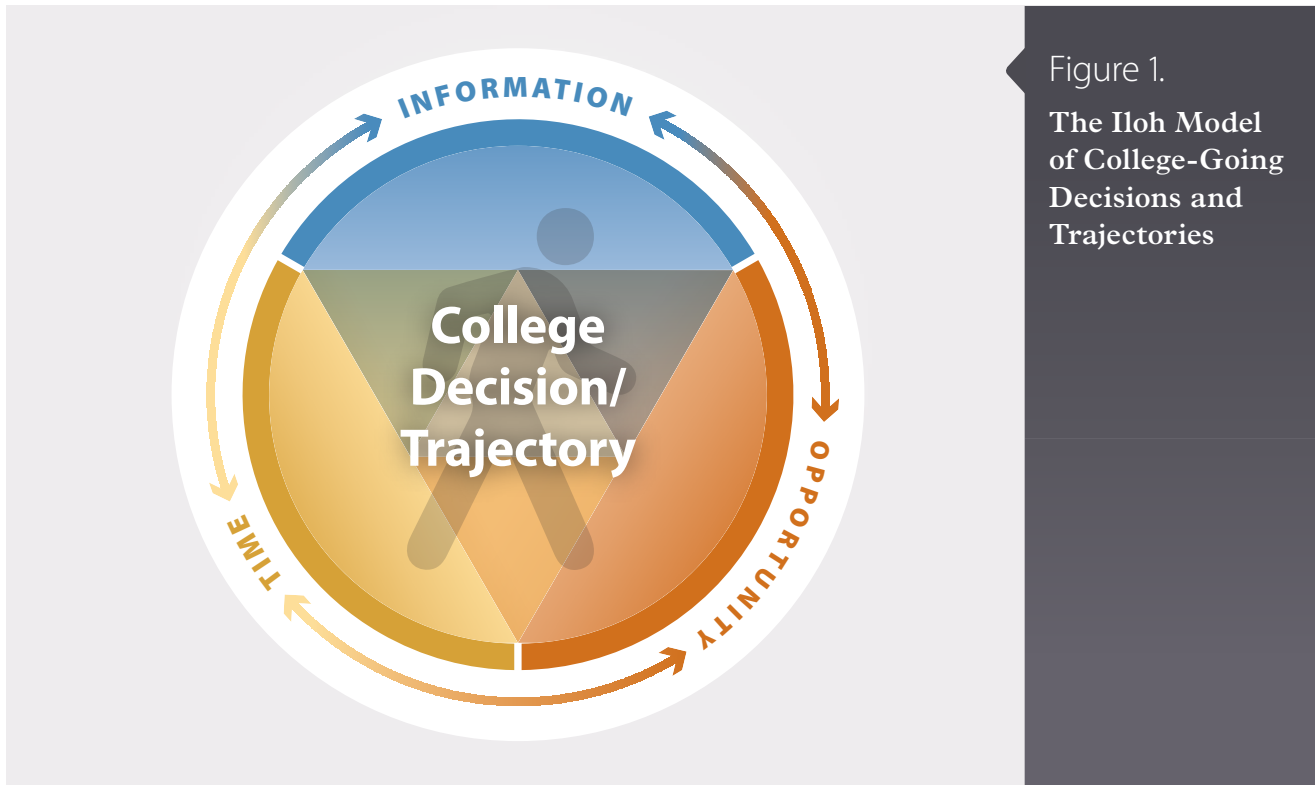 INFORMATION
OPPORTUNITY
TIME
College
Decision/
Trajectory
Figure 1.
The Iloh Model
of College-Going
Decisions and
Trajectories